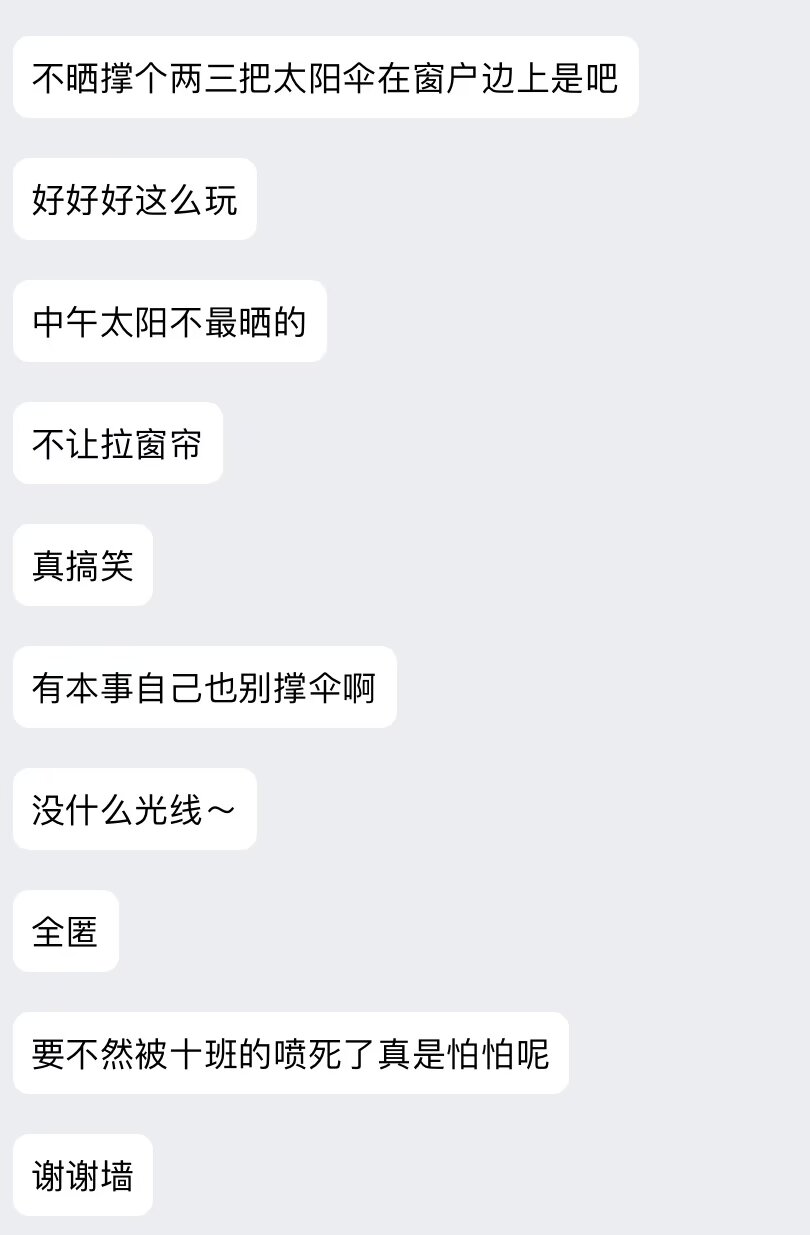 不晒撑个两三把太阳伞在窗户边上是吧
好好好这么玩
中午太阳不最晒的
不让拉窗帘
真搞笑
有本事自己也别撑伞啊
没什么光线～
全匿
要不然被十班的喷死了真是怕怕呢
谢谢墙